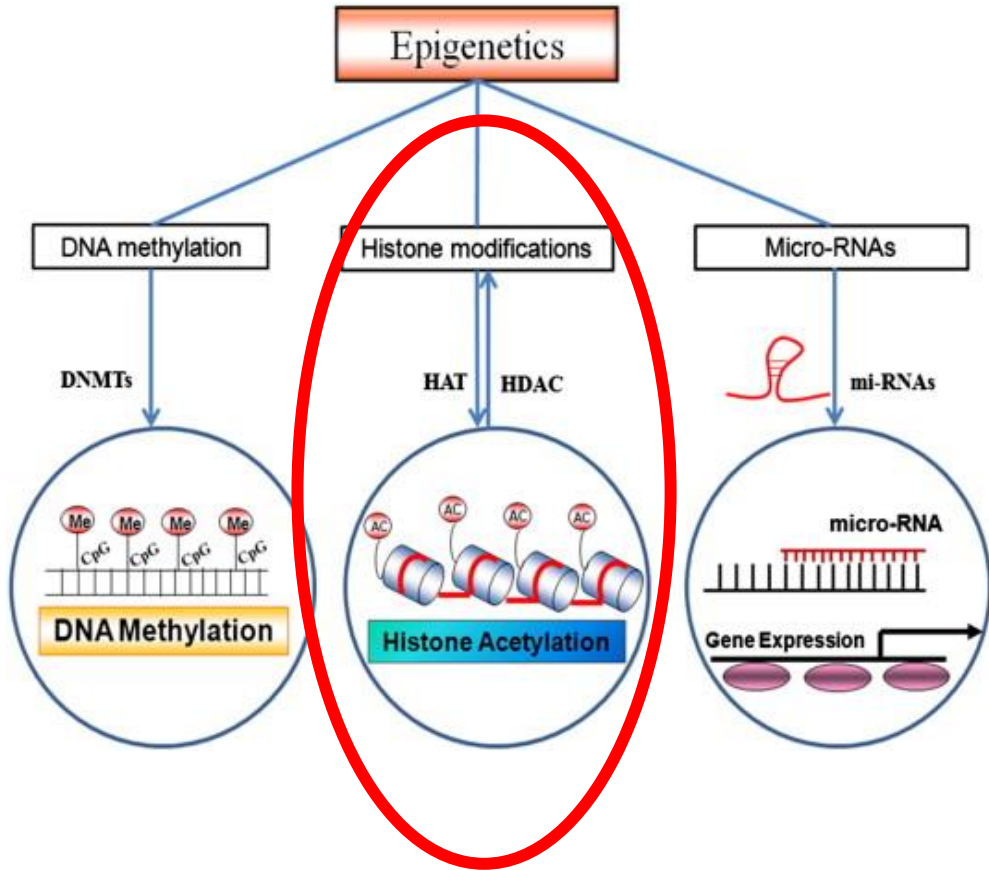 Epigenetics
DNA methylation
Histone modifications
Micro-RNAs
DNMTs
HAT
HDAC
mi-RNAs
Me
Me
Me
Me
CpG
CpG
CpG
CpG
DNA Methylation
AC
AC
AC
AC
Histone Acetylation
micro-RNA
Gene Expression